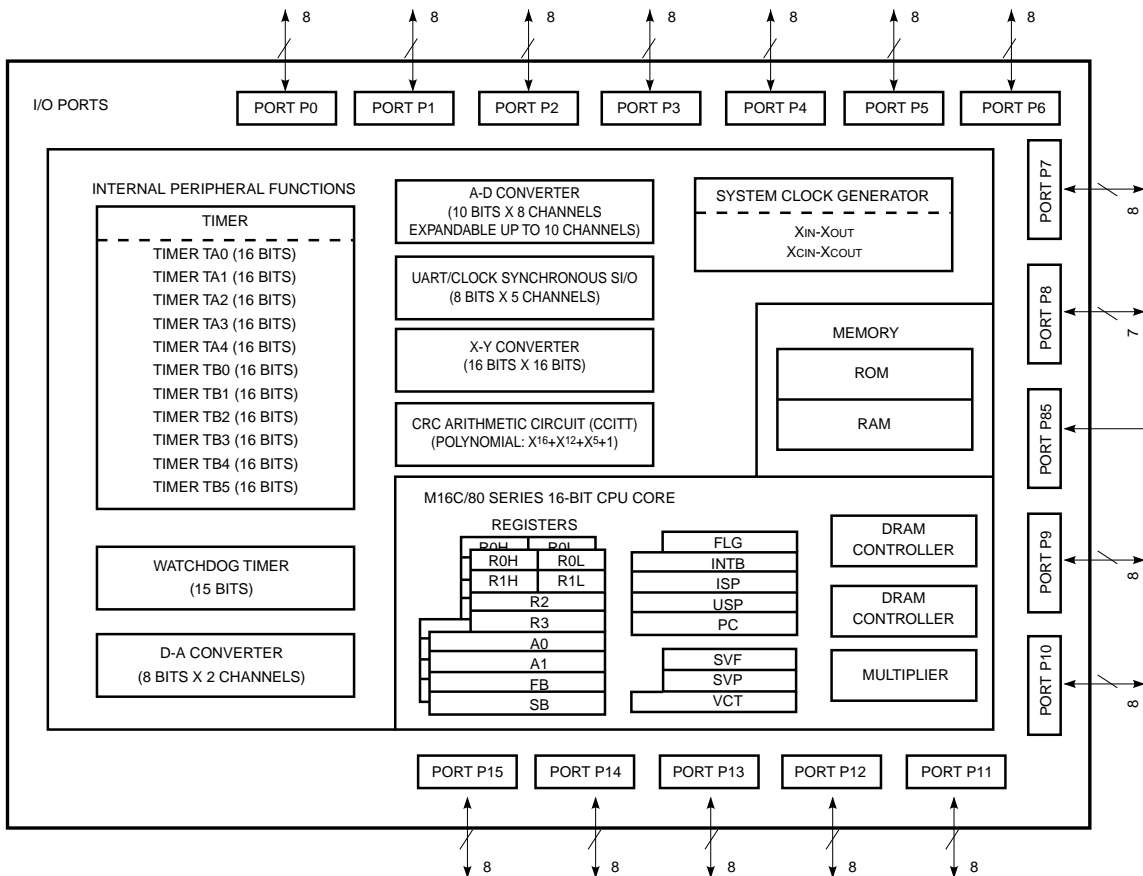 8 8 8 8 8 8 8
I/O PORTS
PORT P0 PORT P1 PORT P2 PORT P3 PORT P4 PORT P5 PORT P6
INTERNAL PERIPHERAL FUNCTIONS
TIMER
TIMER TA0 (16 BITS)
TIMER TA1 (16 BITS)
TIMER TA2 (16 BITS)
TIMER TA3 (16 BITS)
TIMER TA4 (16 BITS)
TIMER TB0 (16 BITS)
TIMER TB1 (16 BITS)
TIMER TB2 (16 BITS)
TIMER TB3 (16 BITS)
TIMER TB4 (16 BITS)
TIMER TB5 (16 BITS)
WATCHDOG TIMER
(15 BITS)
D-A CONVERTER
(8 BITS X 2 CHANNELS)
A-D CONVERTER
(10 BITS X 8 CHANNELS
EXPANDABLE UP TO 10 CHANNELS)
UART/CLOCK SYNCHRONOUS SI/O
(8 BITS X 5 CHANNELS)
X-Y CONVERTER
(16 BITS X 16 BITS)
CRC ARITHMETIC CIRCUIT (CCITT)
(POLYNOMIAL: X¹⁶+X¹²+X⁵+1)
SYSTEM CLOCK GENERATOR
XIN-XOUT
XCIN-XCOUT
MEMORY
ROM
RAM
M16C/80 SERIES 16-BIT CPU CORE
REGISTERS
R0H R0L
R0H R0L
R1H R1L
R2
R3
A0
A1
FB
SB
FLG
INTB
ISP
USP
PC
SVF
SVP
VCT
DRAM
CONTROLLER
DRAM
CONTROLLER
MULTIPLIER
PORT P7
8
PORT P8
7
PORT P85
PORT P9
8
PORT P10
8
PORT P15 PORT P14 PORT P13 PORT P12 PORT P11
8 8 8 8 8